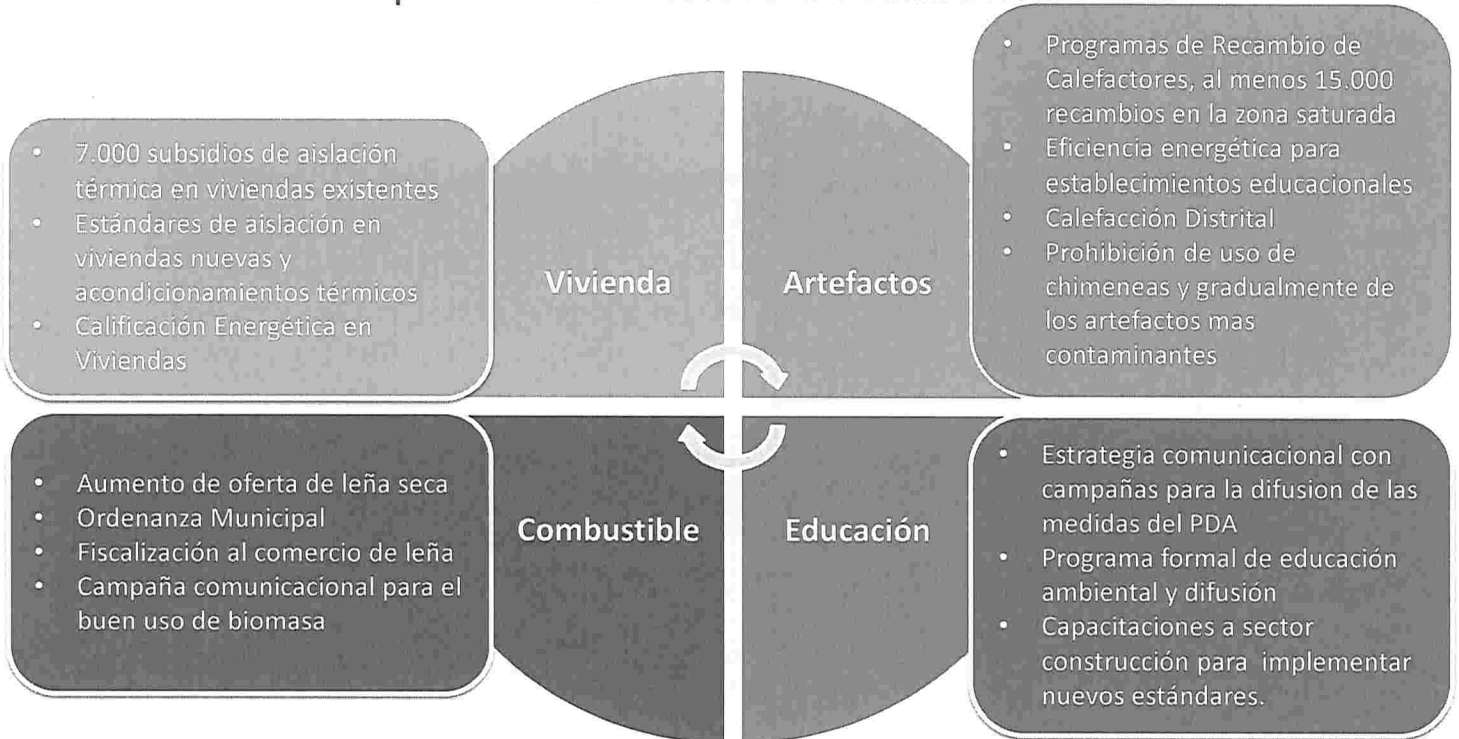 • 7.000 subsidios de aislación
térmica en viviendas existentes
• Estándares de aislación en
viviendas nuevas y
acondicionamientos térmicos
• Calificación Energética en
Viviendas
Vivienda
Artefactos
• Programas de Recambio de
Calefactores, al menos 15.000
recambios en la zona saturada
• Eficiencia energética para
establecimientos educacionales
• Calefacción Distrital
• Prohibición de uso de
chimeneas y gradualmente de
los artefactos mas
contaminantes
• Aumento de oferta de leña seca
• Ordenanza Municipal
• Fiscalización al comercio de leña
• Campaña comunicacional para el
buen uso de biomasa
Combustible
Educación
• Estrategia comunicacional con
campañas para la difusion de las
medidas del PDA
• Programa formal de educación
ambiental y difusión
• Capacitaciones a sector
construcción para implementar
nuevos estándares.